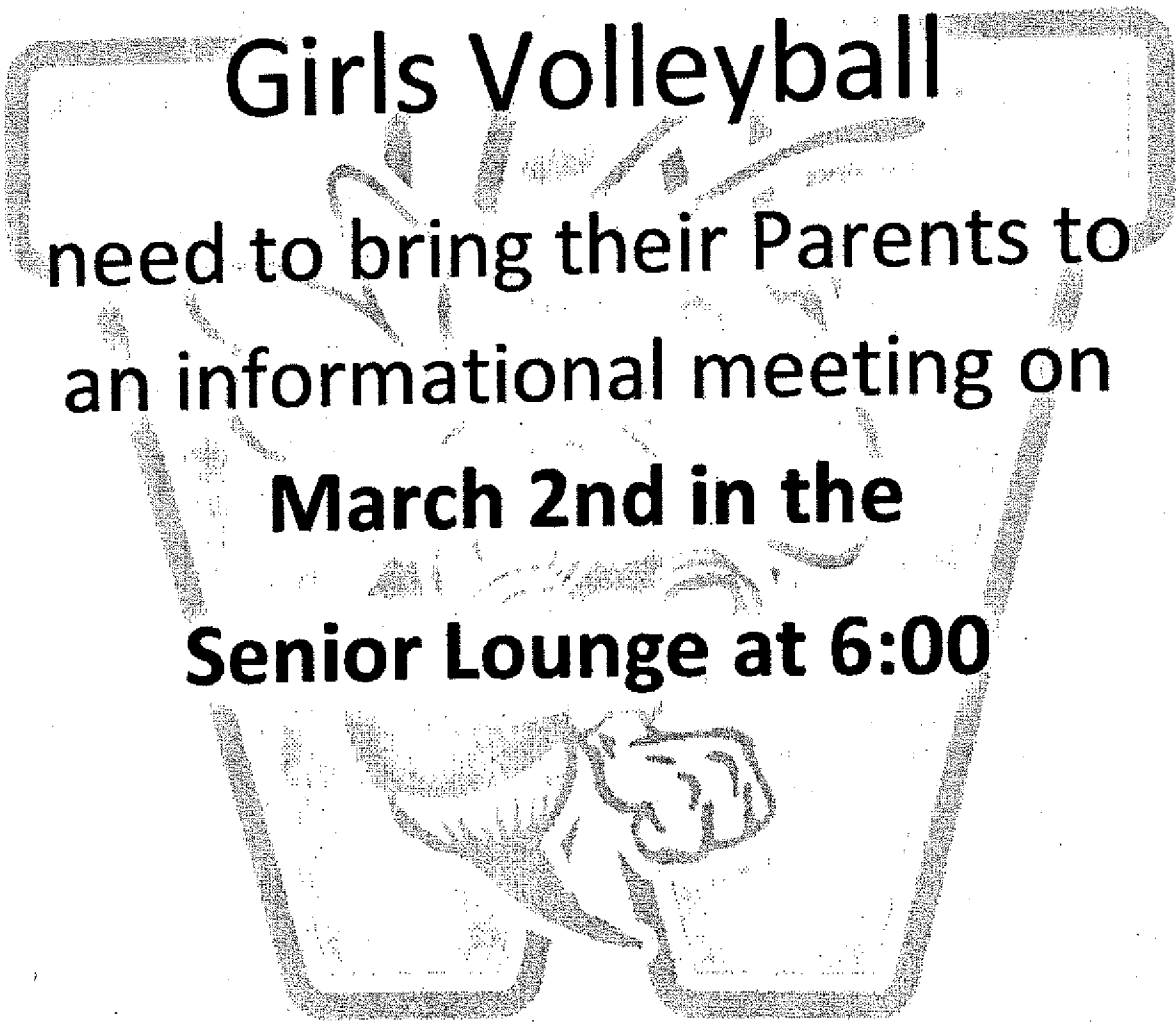 Girls Volleyball
need to bring their Parents to
an informational meeting on
March 2nd in the
Senior Lounge at 6:00